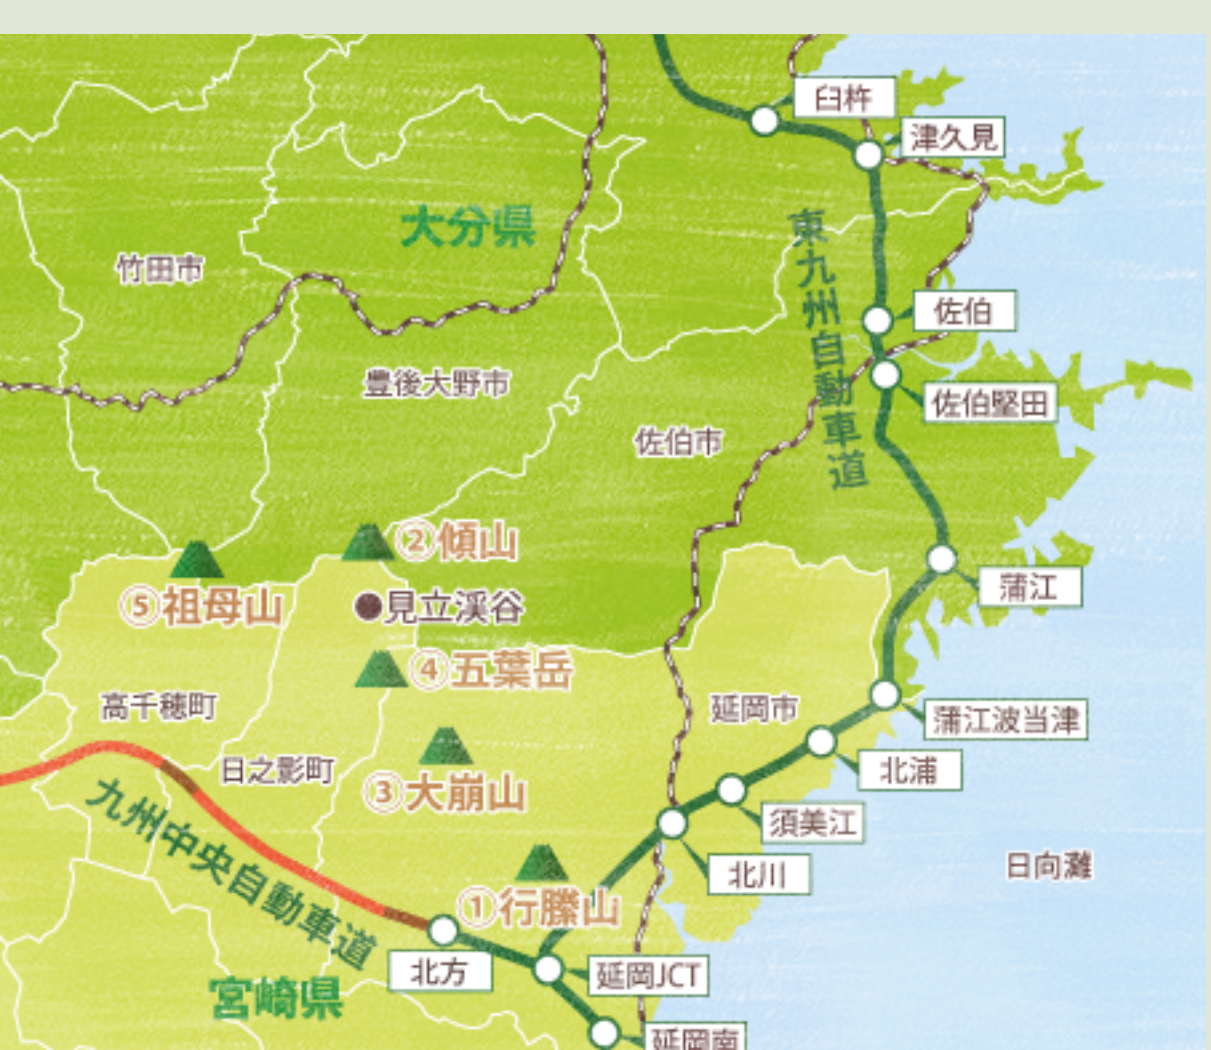 臼杵
津久見
大分県
東九州自動車道
竹田市
佐伯
豊後大野市
佐伯堅田
佐伯市
②傾山
蒲江
⑤祖母山
●見立渓谷
④五葉岳
高千穂町
延岡市
蒲江波当津
日之影町
北浦
③大崩山
須美江
九州中央自動車道
北川
日向灘
①行縢山
北方
延岡JCT
宮崎県
延岡南